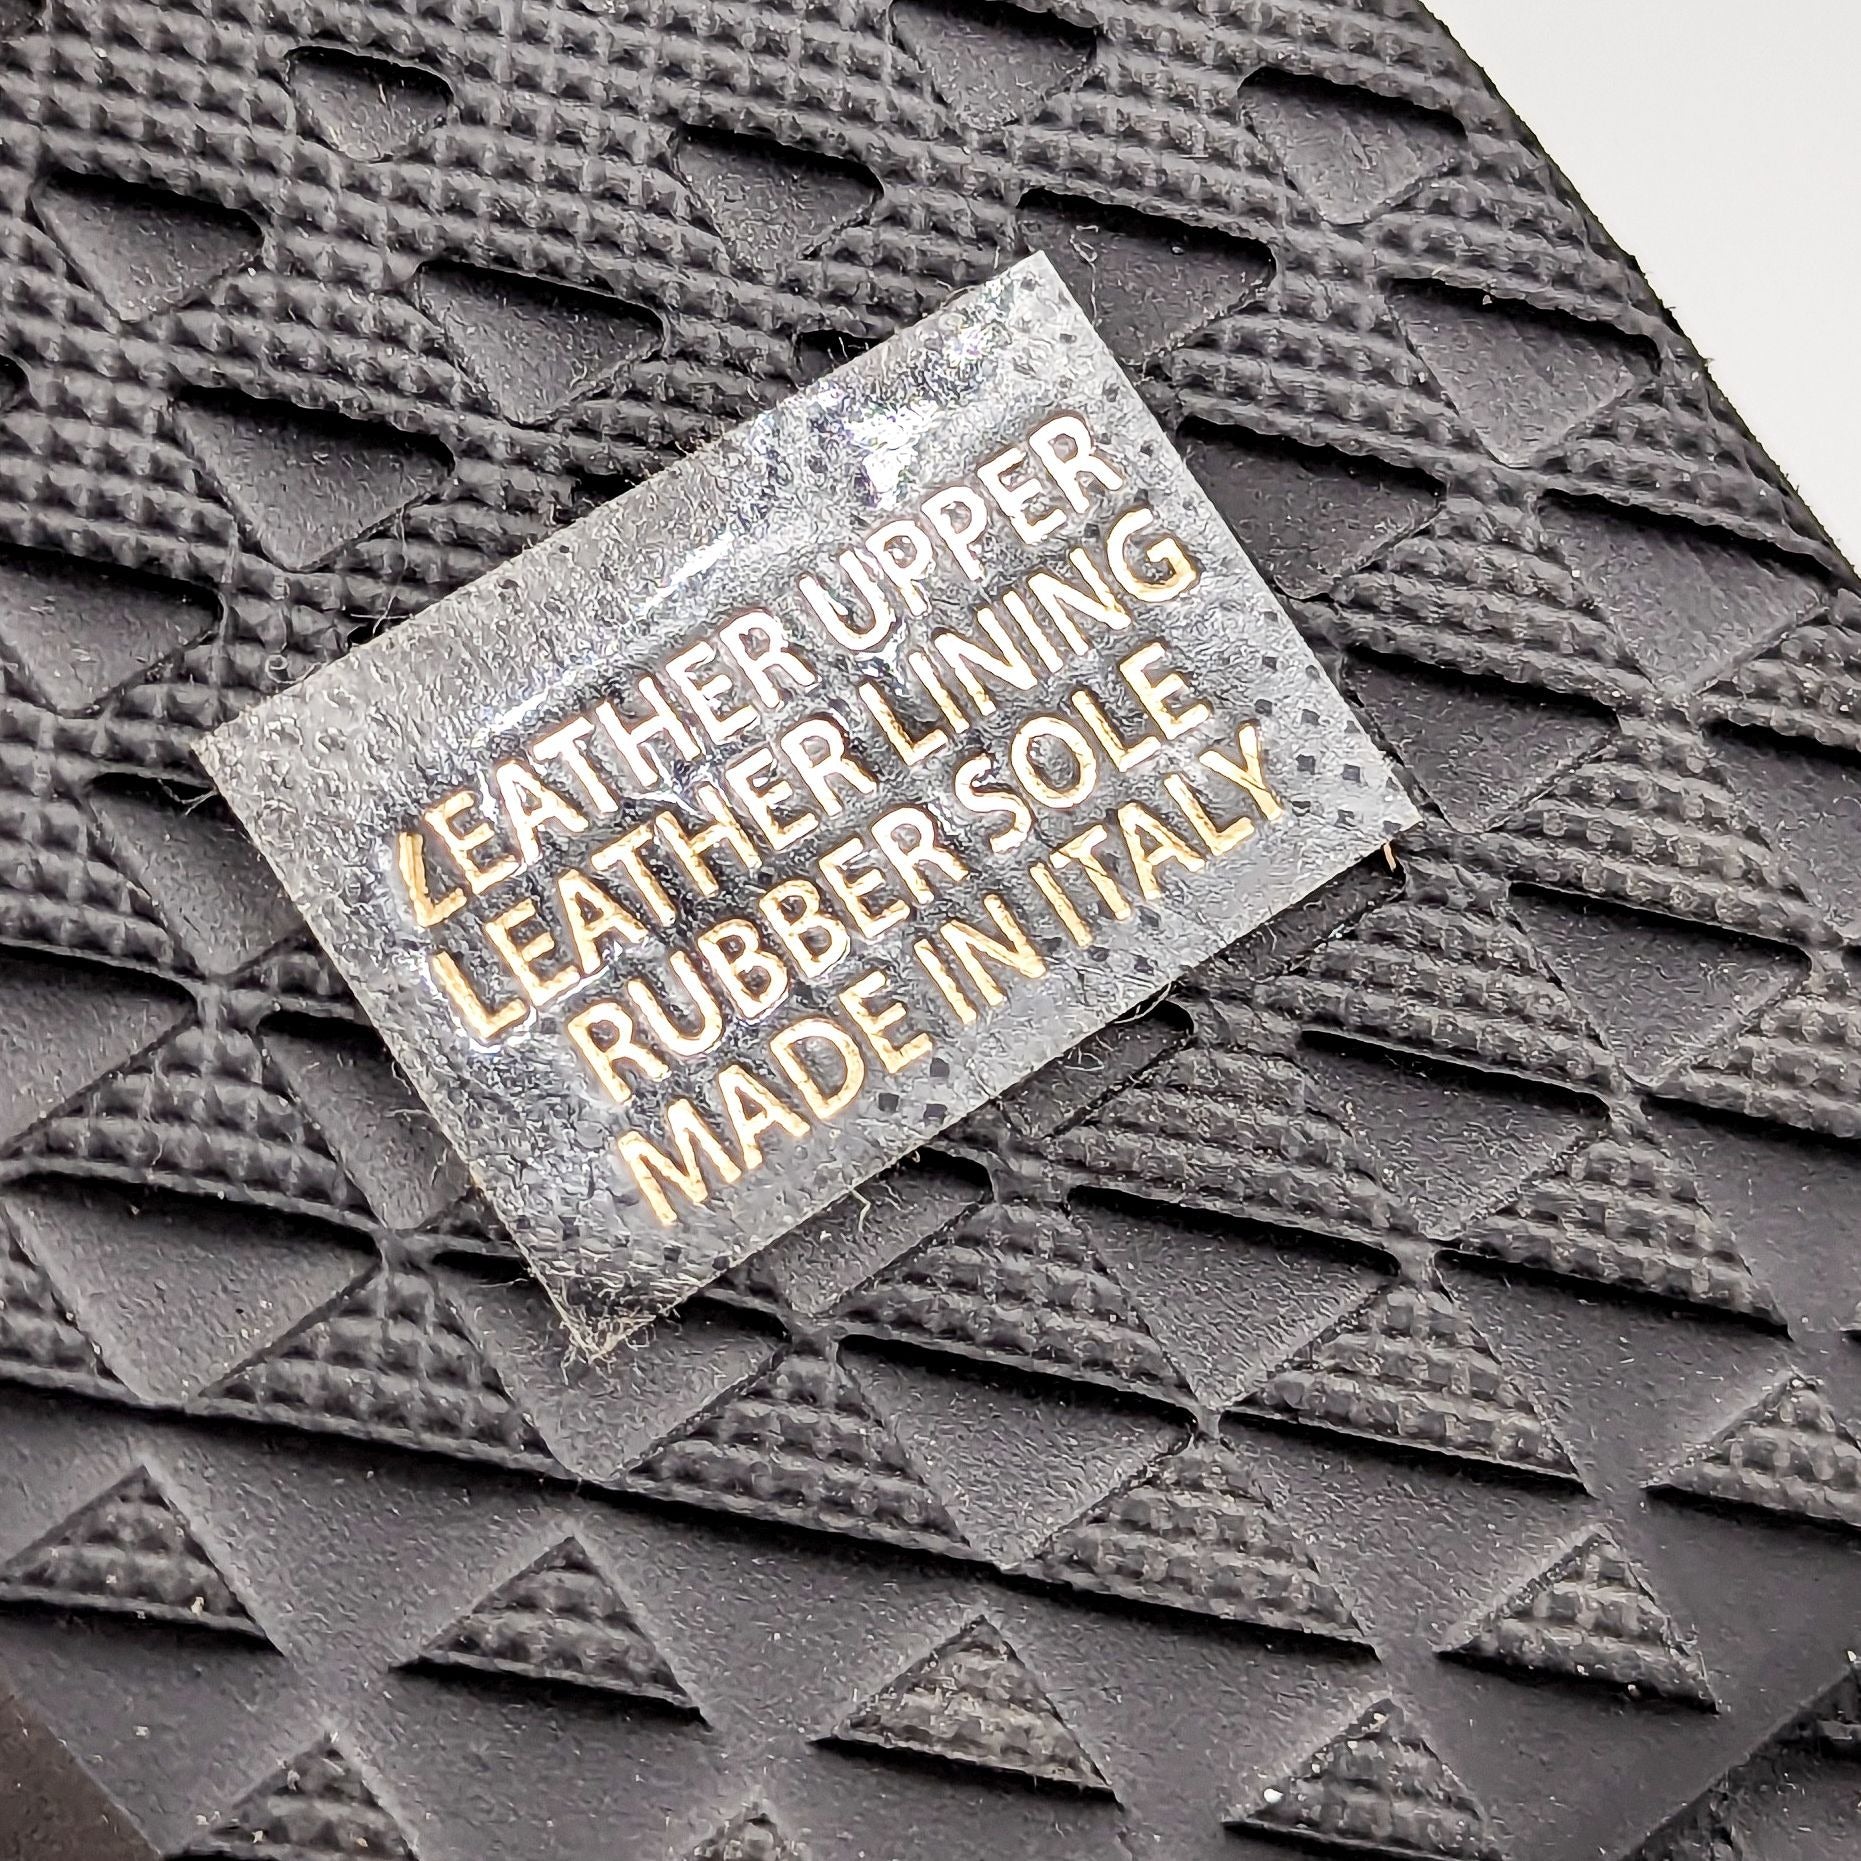 LEATHER UPPER
LEATHER LINING
RUBBER SOLE
MADE IN ITALY